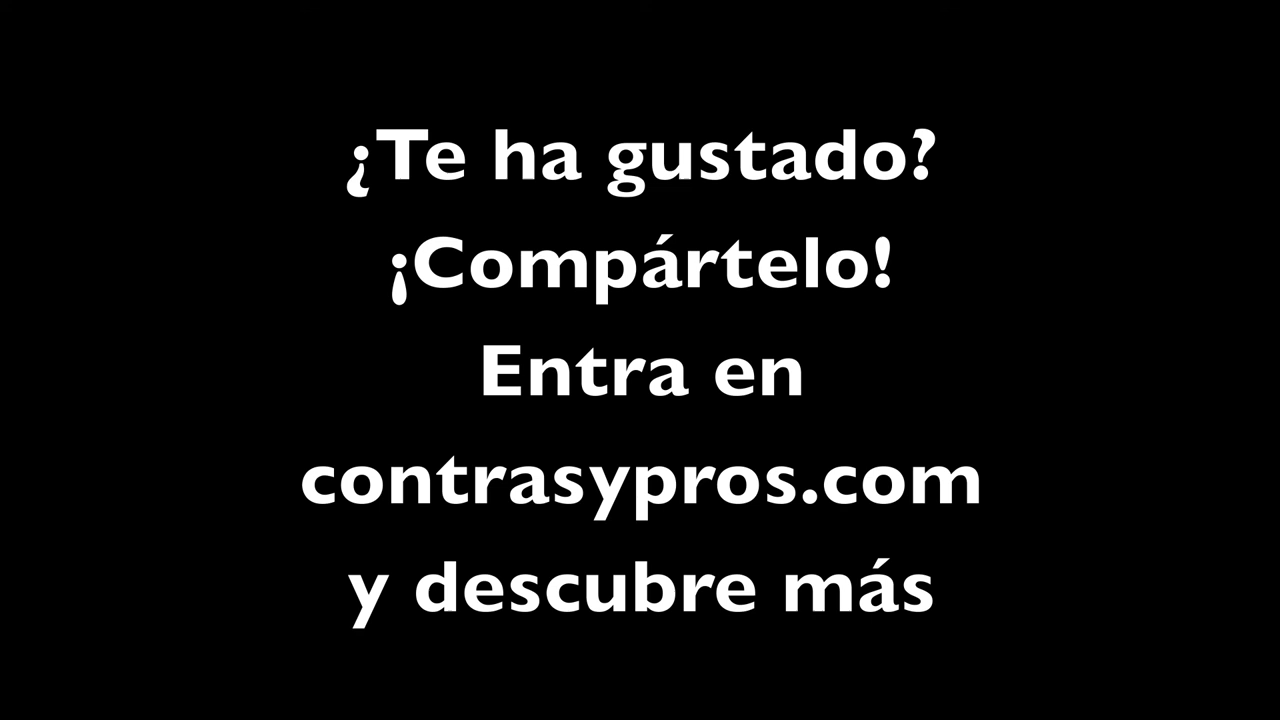 ¿Te ha gustado?
¡Compártelo!
Entra en
contrasypros.com
y descubre más